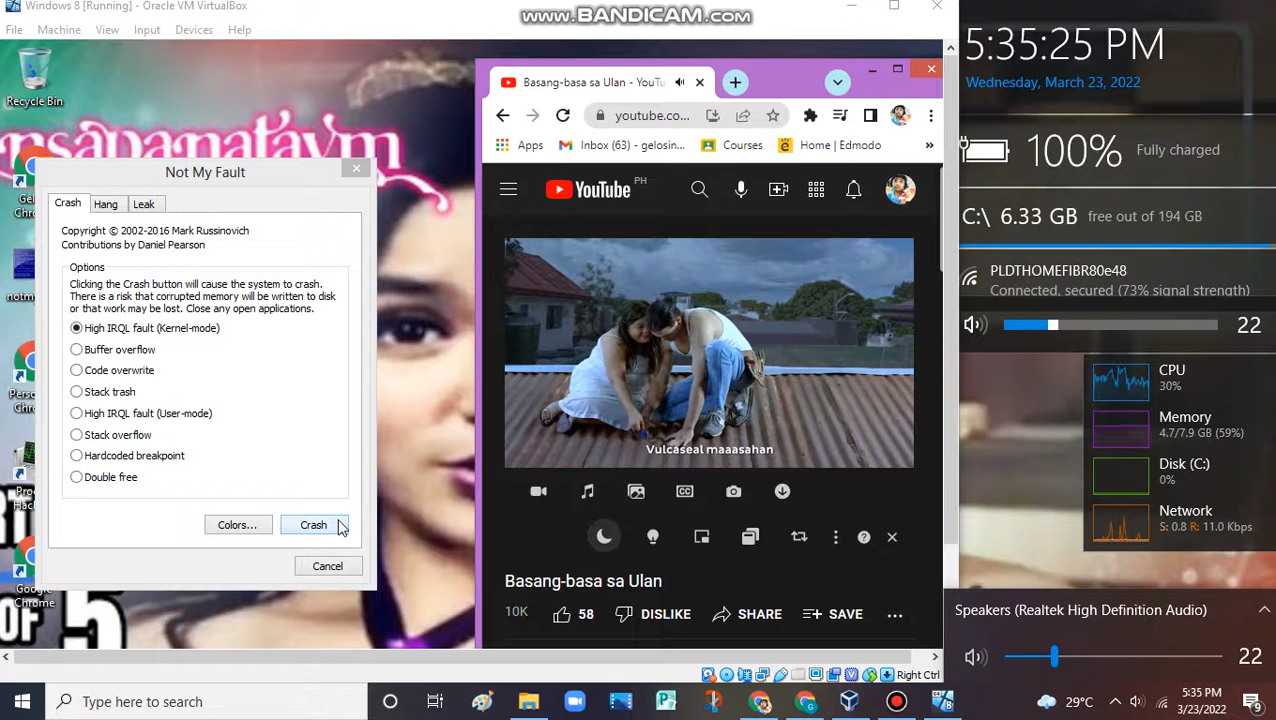 Windows 8 [Running] - Oracle VM VirtualBox
www.BANDICAM.com
File Machine View Input Devices Help
Recycle Bin
Not My Fault
Crash Hang Leak
Copyright © 2002-2016 Mark Russinovich
Contributions by Daniel Pearson
Options
Clicking the Crash button will cause the system to crash.
There is a risk that corrupted memory will be written to disk
or that work may be lost. Close any open applications.
High IRQL fault (Kernel-mode)
Buffer overflow
Code overwrite
Stack trash
High IRQL fault (User-mode)
Stack overflow
Hardcoded breakpoint
Double free
Colors... Crash
Cancel
Google
Chrome
OF 5
Basang-basa sa Ulan - YouTu
youtube.co...
Apps Inbox (63) - gelosin... Courses Home | Edmodo »
YouTube PH
Vulcaseal maaasahan
CC
Basang-basa sa Ulan
10K 58 DISLIKE SHARE SAVE ...
Right Ctrl
5:35:25 PM
Wednesday, March 23, 2022
100% Fully charged
C:\ 6.33 GB free out of 194 GB
PLDTHOMEFIBR80e48
Connected, secured (73% signal strength)
22
CPU
30%
Memory
4.7/7.9 GB (59%)
Disk (C:)
0%
Network
S: 0.8 R: 11.0 Kbps
Speakers (Realtek High Definition Audio)
22
Type here to search
29°C
5:35 PM
3/23/2022
9